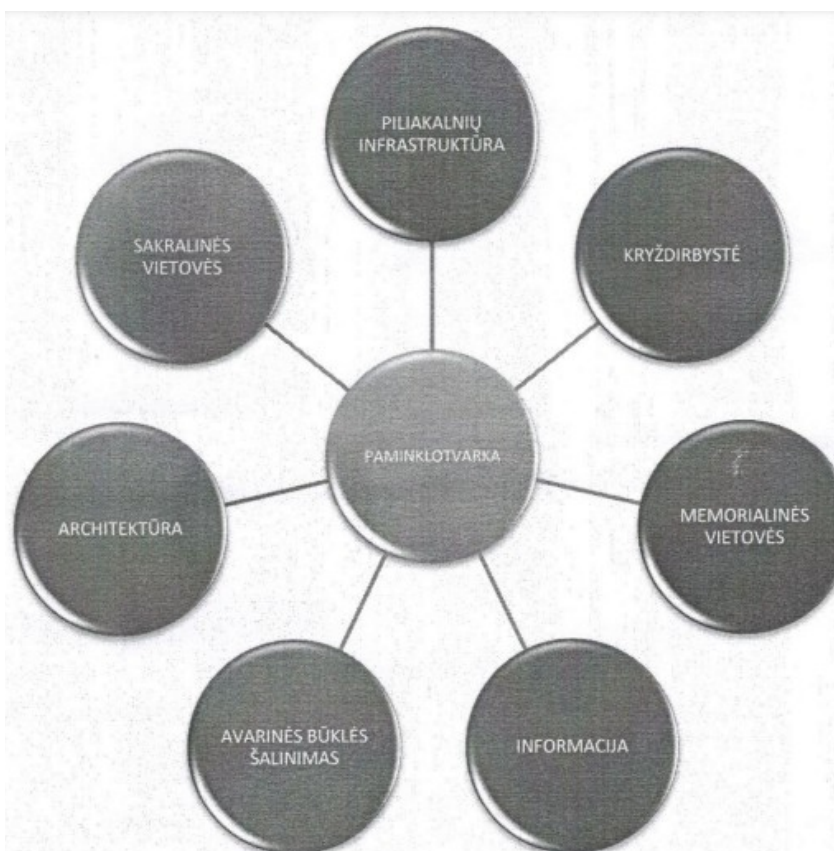 PILIAKALNIŲ
INFRASTRUKTŪRA
SAKRALINĖS
VIETOVĖS
KRYŽDIRBYSTĖ
PAMINKLOTVARKA
ARCHITEKTŪRA
MEMORIALINĖS
VIETOVĖS
AVARINĖS BŪKLĖS
ŠALINIMAS
INFORMACIJA